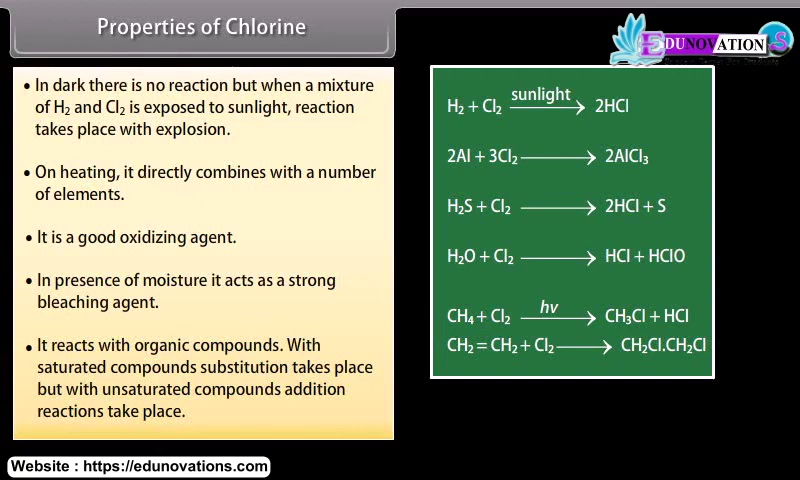 Properties of Chlorine
EDUNOVATION.S
• In dark there is no reaction but when a mixture
of H₂ and Cl₂ is exposed to sunlight, reaction
takes place with explosion.
• On heating, it directly combines with a number
of elements.
• It is a good oxidizing agent.
• In presence of moisture it acts as a strong
bleaching agent.
• It reacts with organic compounds. With
saturated compounds substitution takes place
but with unsaturated compounds addition
reactions take place.
H₂ + Cl₂ —sunlight→ 2HCl
2Al + 3Cl₂ ⟶ 2AlCl₃
H₂S + Cl₂ ⟶ 2HCl + S
H₂O + Cl₂ ⟶ HCl + HClO
CH₄ + Cl₂ —hv→ CH₃Cl + HCl
CH₂ = CH₂ + Cl₂ ⟶ CH₂Cl.CH₂Cl
Website : https://edunovations.com